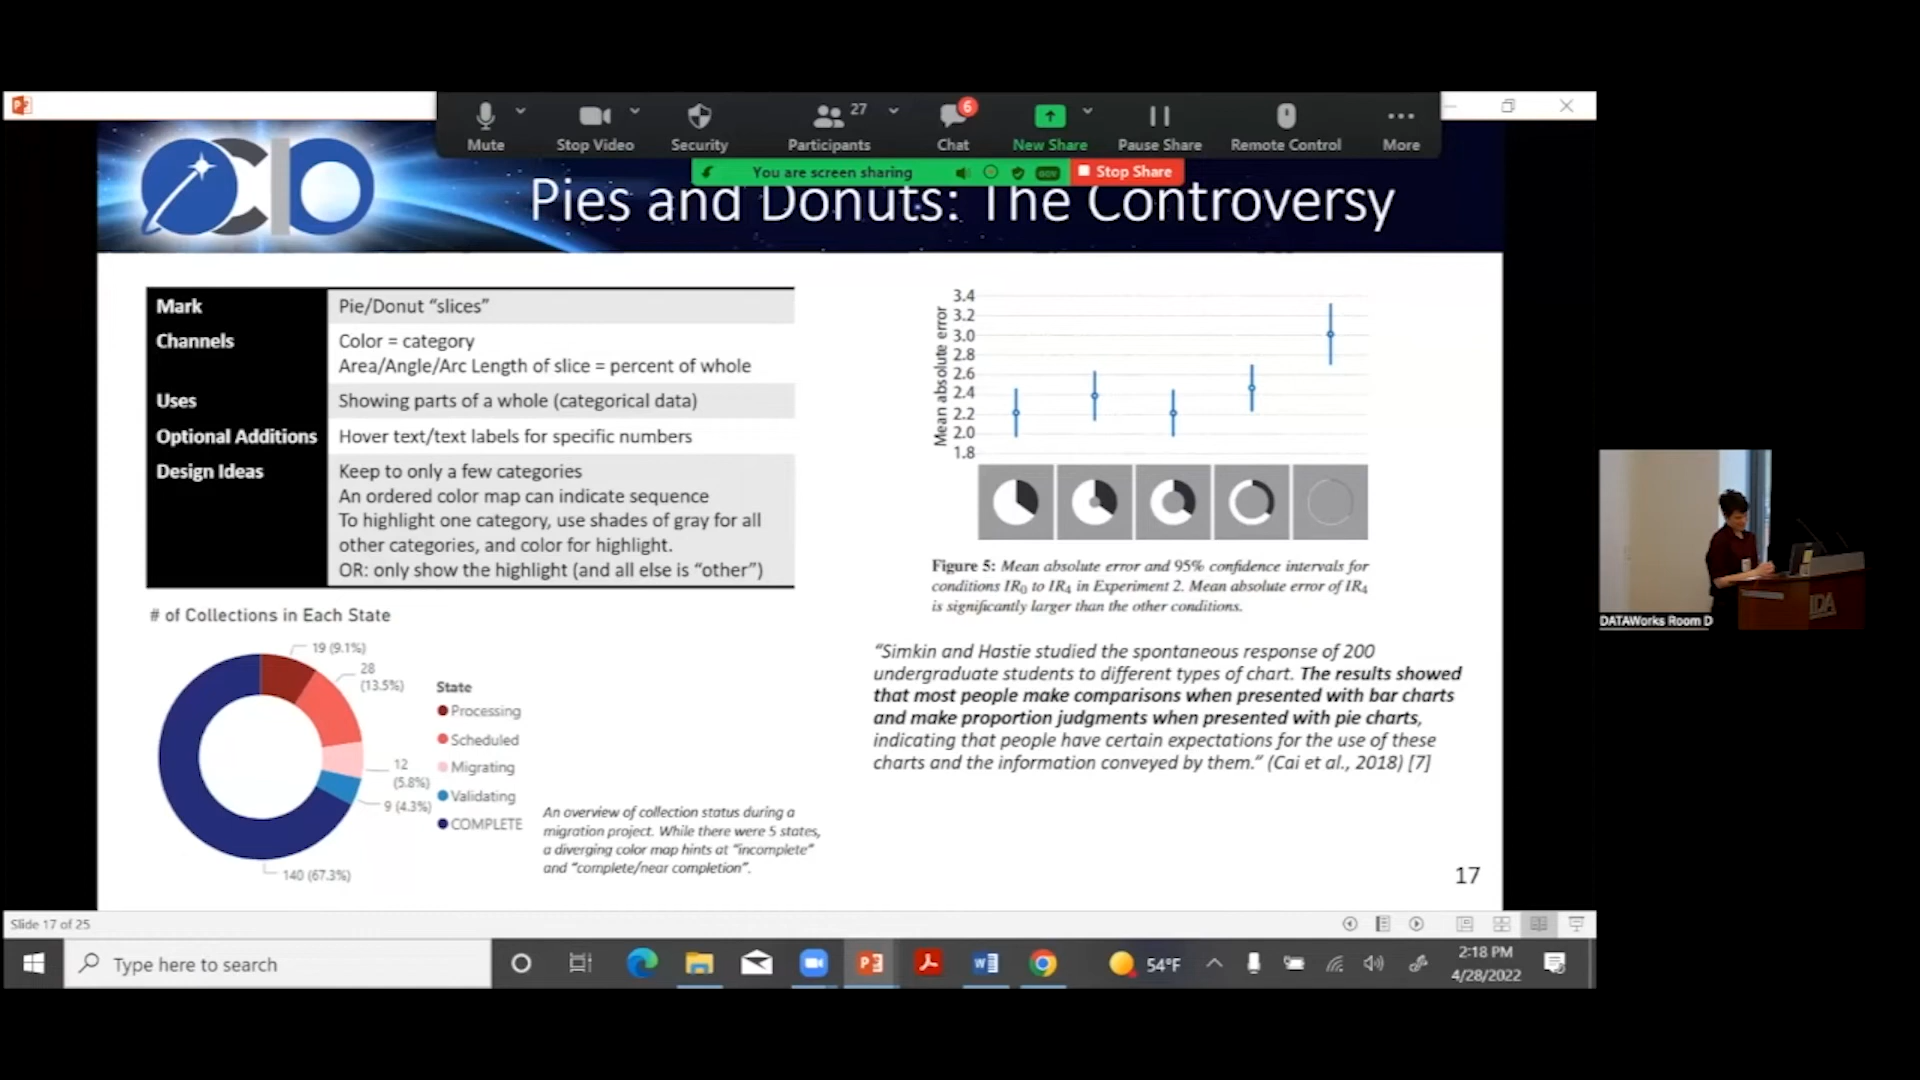 27
6
Mute
Stop Video
Security
Participants
Chat
New Share
Pause Share
Remote Control
More
You are screen sharing
Stop Share
Pies and Donuts: The Controversy
Mark
Pie/Donut “slices”
Channels
Color = category
Area/Angle/Arc Length of slice = percent of whole
Uses
Showing parts of a whole (categorical data)
Optional Additions
Hover text/text labels for specific numbers
Design Ideas
Keep to only a few categories
An ordered color map can indicate sequence
To highlight one category, use shades of gray for all
other categories, and color for highlight.
OR: only show the highlight (and all else is “other”)
# of Collections in Each State
19 (9.1%)
28
(13.5%)
12
(5.8%)
9 (4.3%)
140 (67.3%)
State
Processing
Scheduled
Migrating
Validating
COMPLETE
An overview of collection status during a
migration project. While there were 5 states,
a diverging color map hints at “incomplete”
and “complete/near completion”.
Mean absolute error
3.4
3.2
3.0
2.8
2.6
2.4
2.2
2.0
1.8
Figure 5: Mean absolute error and 95% confidence intervals for
conditions IR0 to IR4 in Experiment 2. Mean absolute error of IR4
is significantly larger than the other conditions.
“Simkin and Hastie studied the spontaneous response of 200
undergraduate students to different types of chart. The results showed
that most people make comparisons when presented with bar charts
and make proportion judgments when presented with pie charts,
indicating that people have certain expectations for the use of these
charts and the information conveyed by them.” (Cai et al., 2018) [7]
17
DATAWorks Room D
IDA
Slide 17 of 25
Type here to search
54°F
2:18 PM
4/28/2022